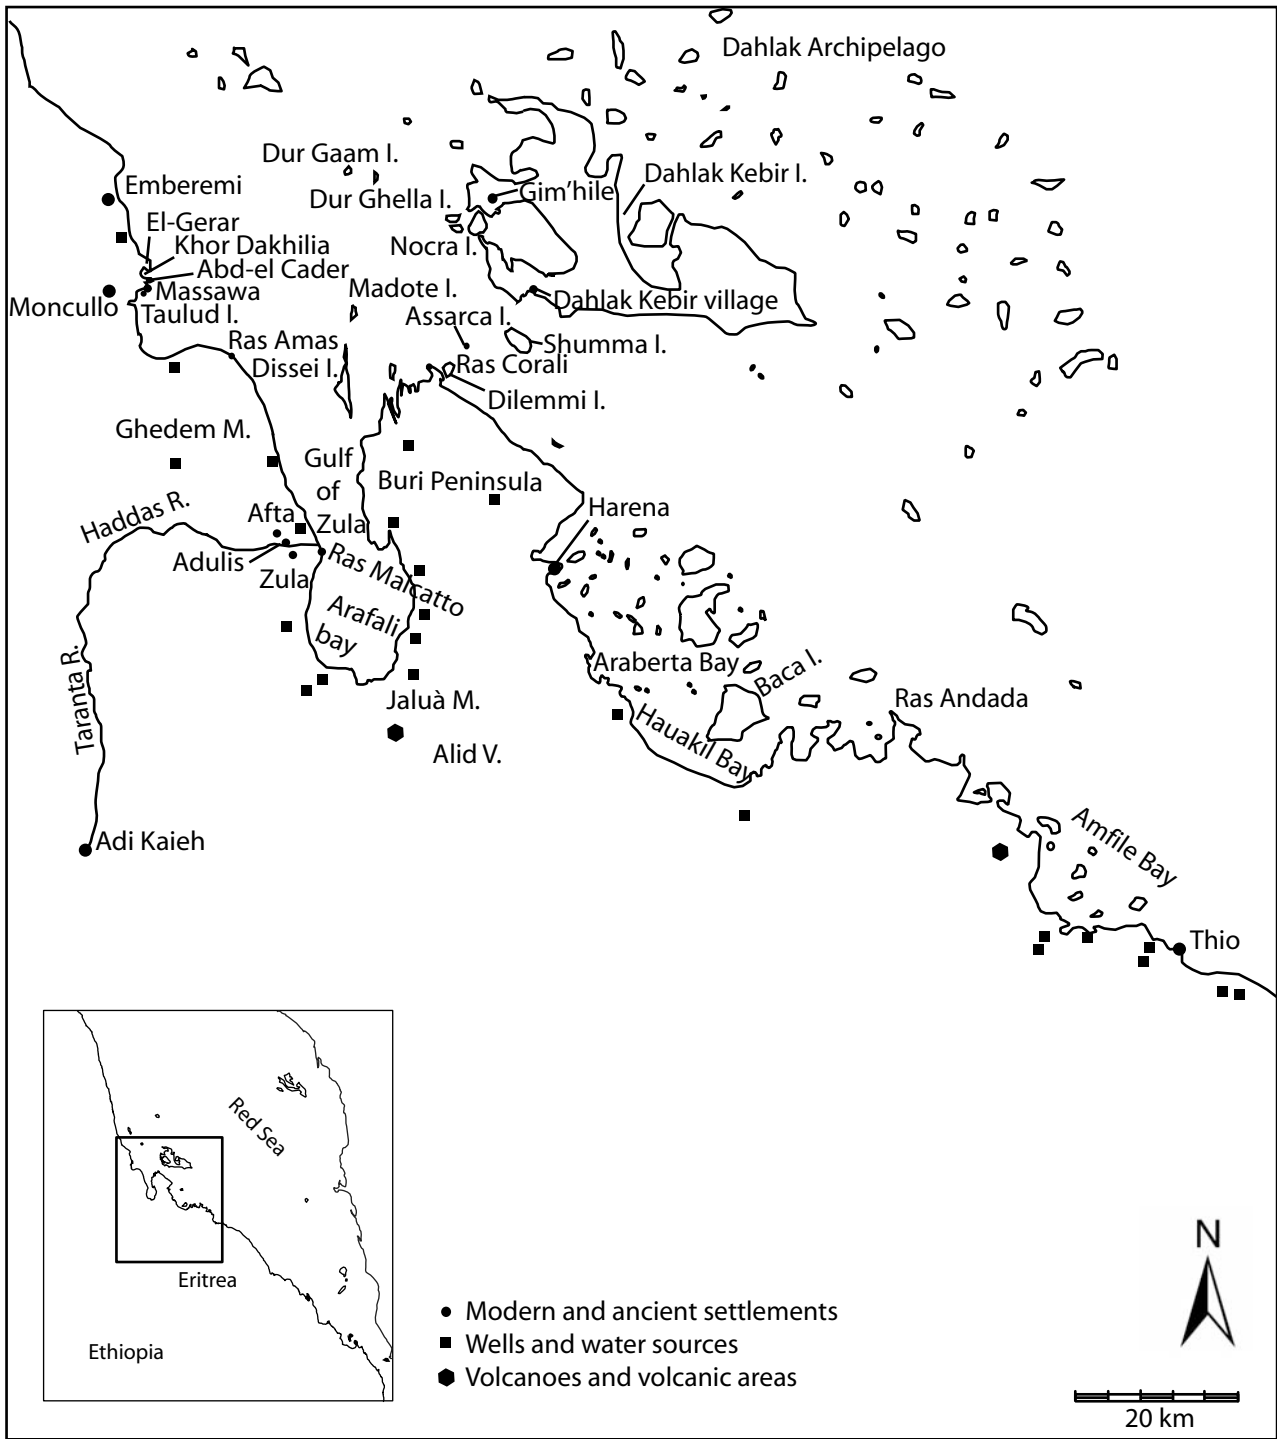 Dahlak Archipelago
Dur Gaam I.
Dahlak Kebir I.
Emberemi
Dur Ghella I.
Gim'hile
El-Gerar
Khor Dakhilia
Nocra I.
Abd-el Cader
Massawa
Madote I.
Dahlak Kebir village
Moncullo
Taulud I.
Assarca I.
Ras Amas
Shumma I.
Dissei I.
Ras Corali
Dilemmi I.
Ghedem M.
Gulf
of
Zula
Buri Peninsula
Haddas R.
Afta
Harena
Adulis
Zula
Ras Malcatto
Arafali
bay
Araberta Bay
Baca I.
Taranta R.
Jaluà M.
Ras Andada
Hauakil Bay
Alid V.
Adi Kaieh
Amfile Bay
Thio
Red Sea
Eritrea
Ethiopia
N
Modern and ancient settlements
Wells and water sources
Volcanoes and volcanic areas
20 km